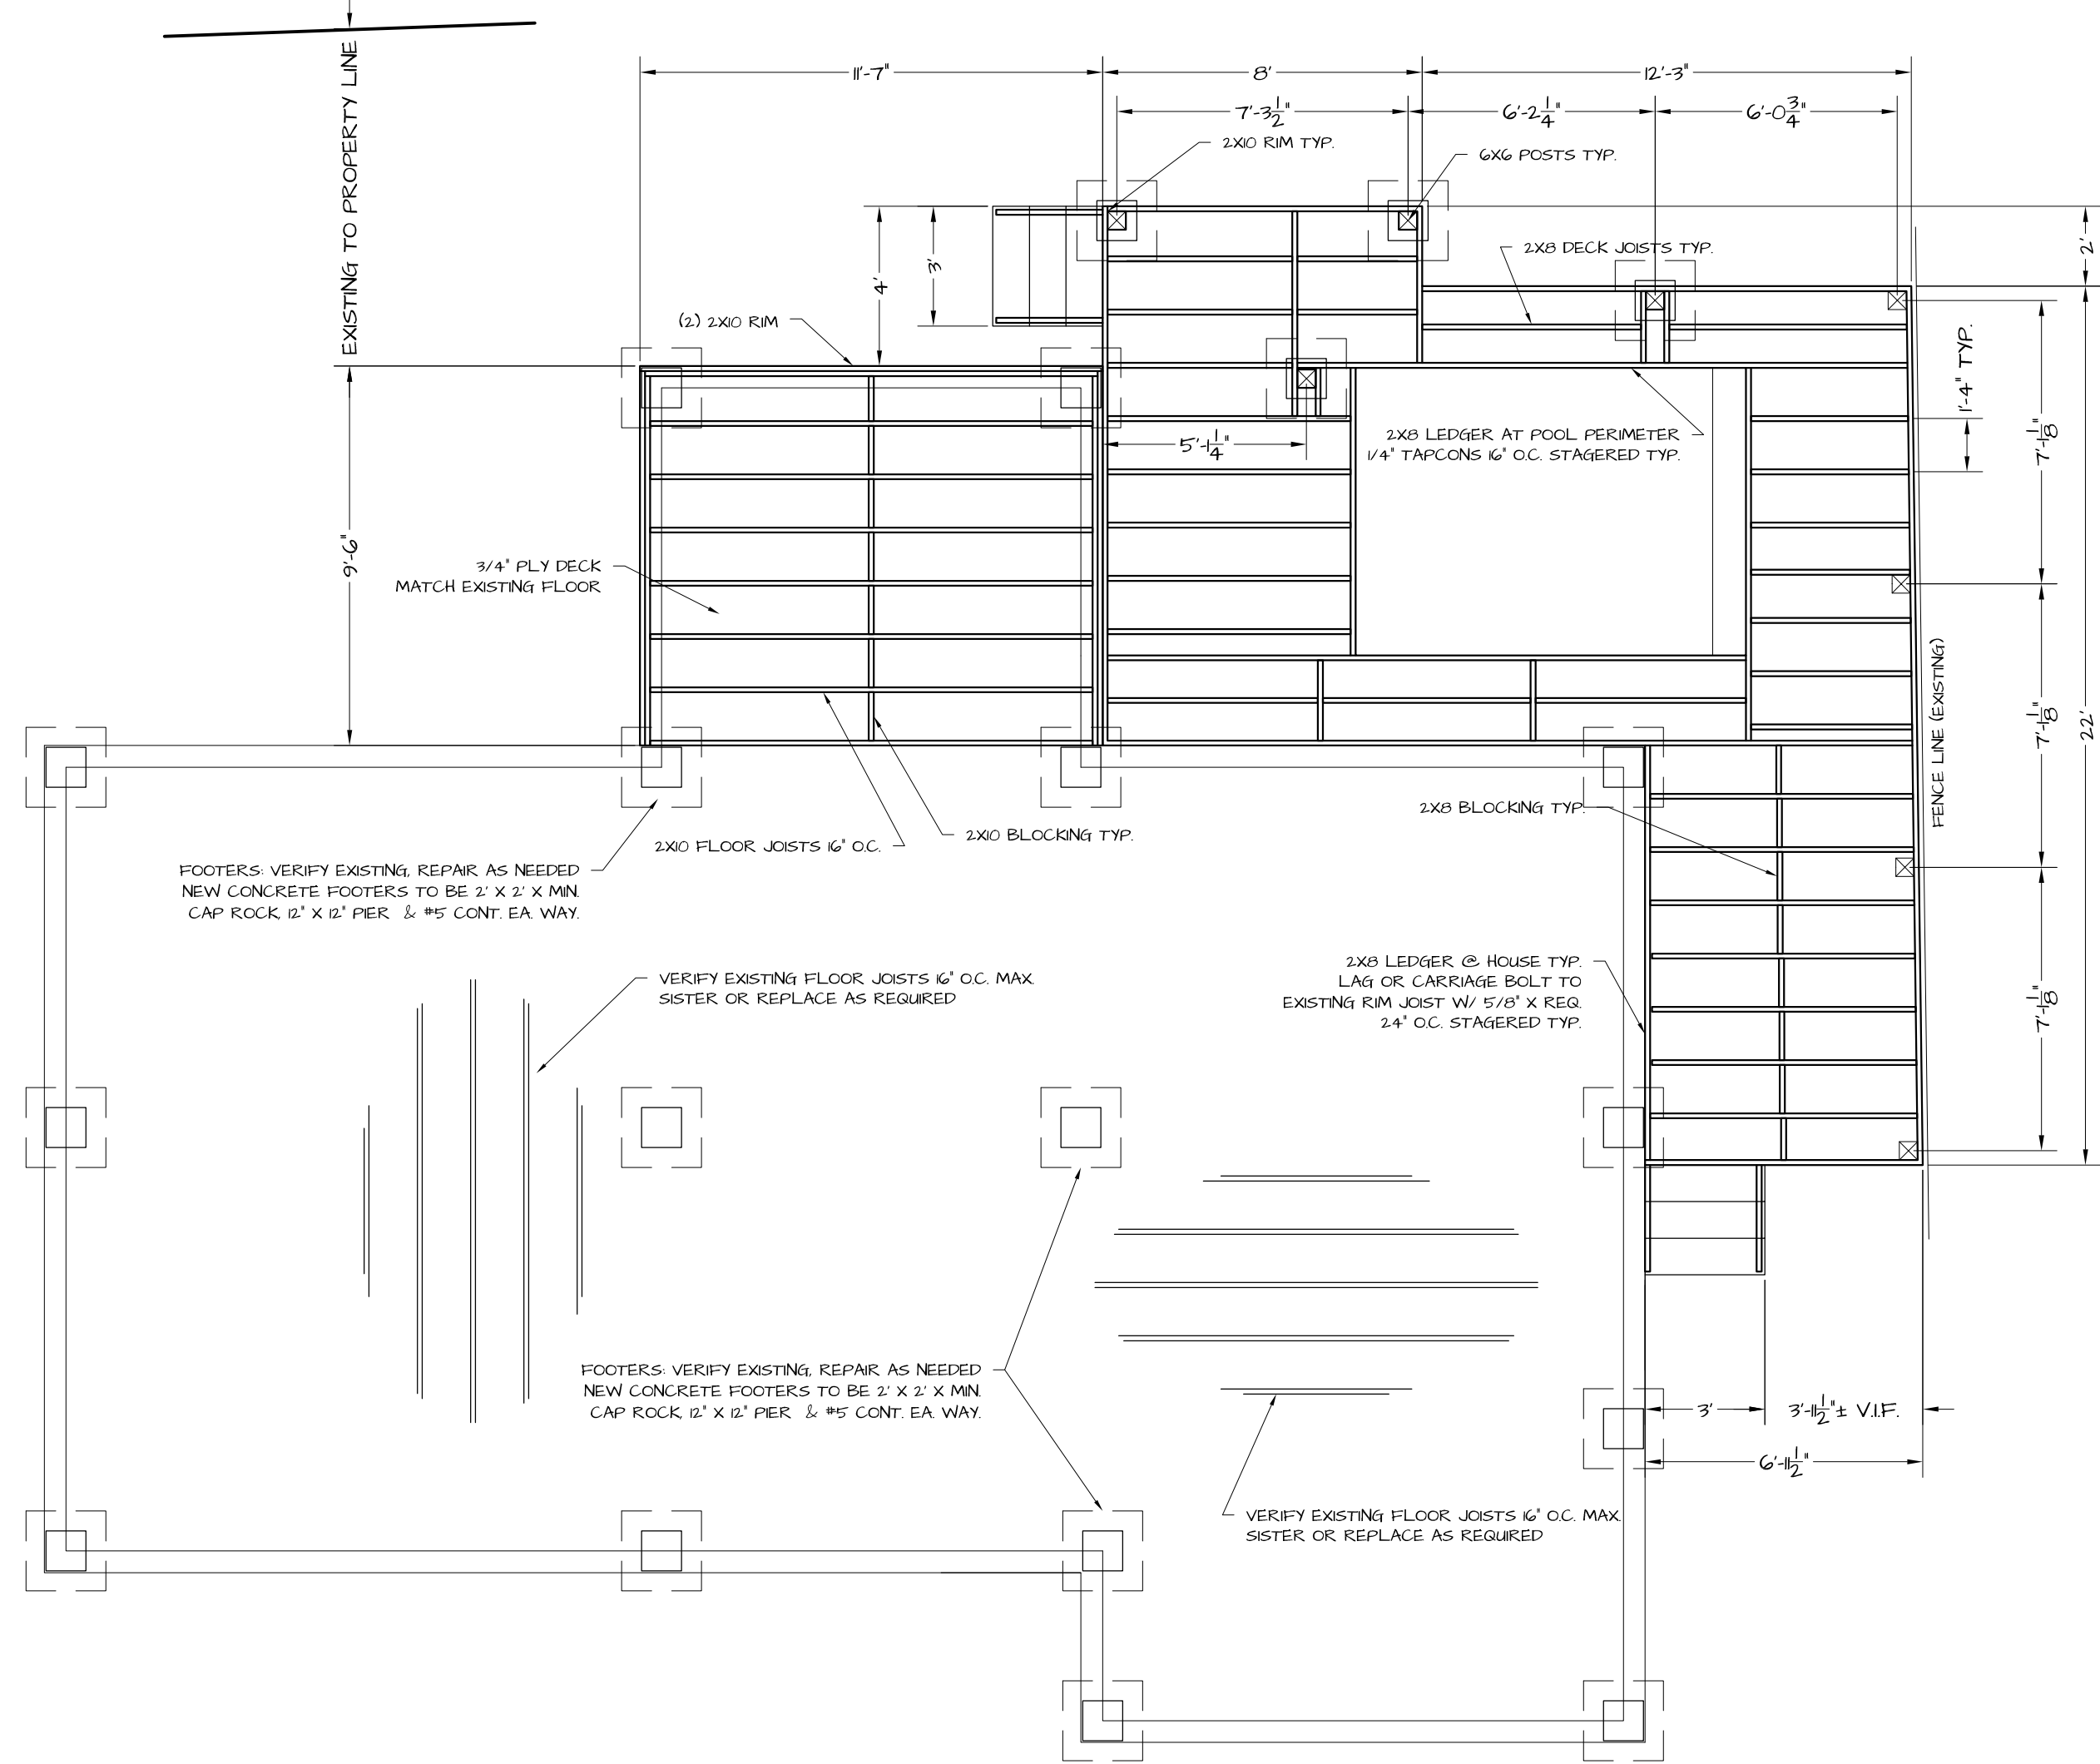 EXISTING TO PROPERTY LINE
11'-7"
8'
12'-3"
7'-3 1/2"
6'-2 1/4"
6'-0 3/4"
2X10 RIM TYP.
6X6 POSTS TYP.
2X8 DECK JOISTS TYP.
2'
4'
3'
(2) 2X10 RIM
1'-4" TYP.
7'-1 1/8"
5'-1 1/4"
2X8 LEDGER AT POOL PERIMETER
1/4" TAPCONS 16" O.C. STAGERED TYP.
9'-6"
3/4" PLY DECK
MATCH EXISTING FLOOR
FENCE LINE (EXISTING)
7'-1 1/8"
22'
2X8 BLOCKING TYP.
2X10 BLOCKING TYP.
2X10 FLOOR JOISTS 16" O.C.
FOOTERS: VERIFY EXISTING, REPAIR AS NEEDED
NEW CONCRETE FOOTERS TO BE 2' X 2' X MIN.
CAP ROCK, 12" X 12" PIER & #5 CONT. EA. WAY.
VERIFY EXISTING FLOOR JOISTS 16" O.C. MAX.
SISTER OR REPLACE AS REQUIRED
2X8 LEDGER @ HOUSE TYP.
LAG OR CARRIAGE BOLT TO
EXISTING RIM JOIST W/ 5/8" X REQ.
24" O.C. STAGERED TYP.
7'-1 1/8"
FOOTERS: VERIFY EXISTING, REPAIR AS NEEDED
NEW CONCRETE FOOTERS TO BE 2' X 2' X MIN.
CAP ROCK, 12" X 12" PIER & #5 CONT. EA. WAY.
3'
3'-11 1/2"± V.I.F.
6'-11 1/2"
VERIFY EXISTING FLOOR JOISTS 16" O.C. MAX.
SISTER OR REPLACE AS REQUIRED